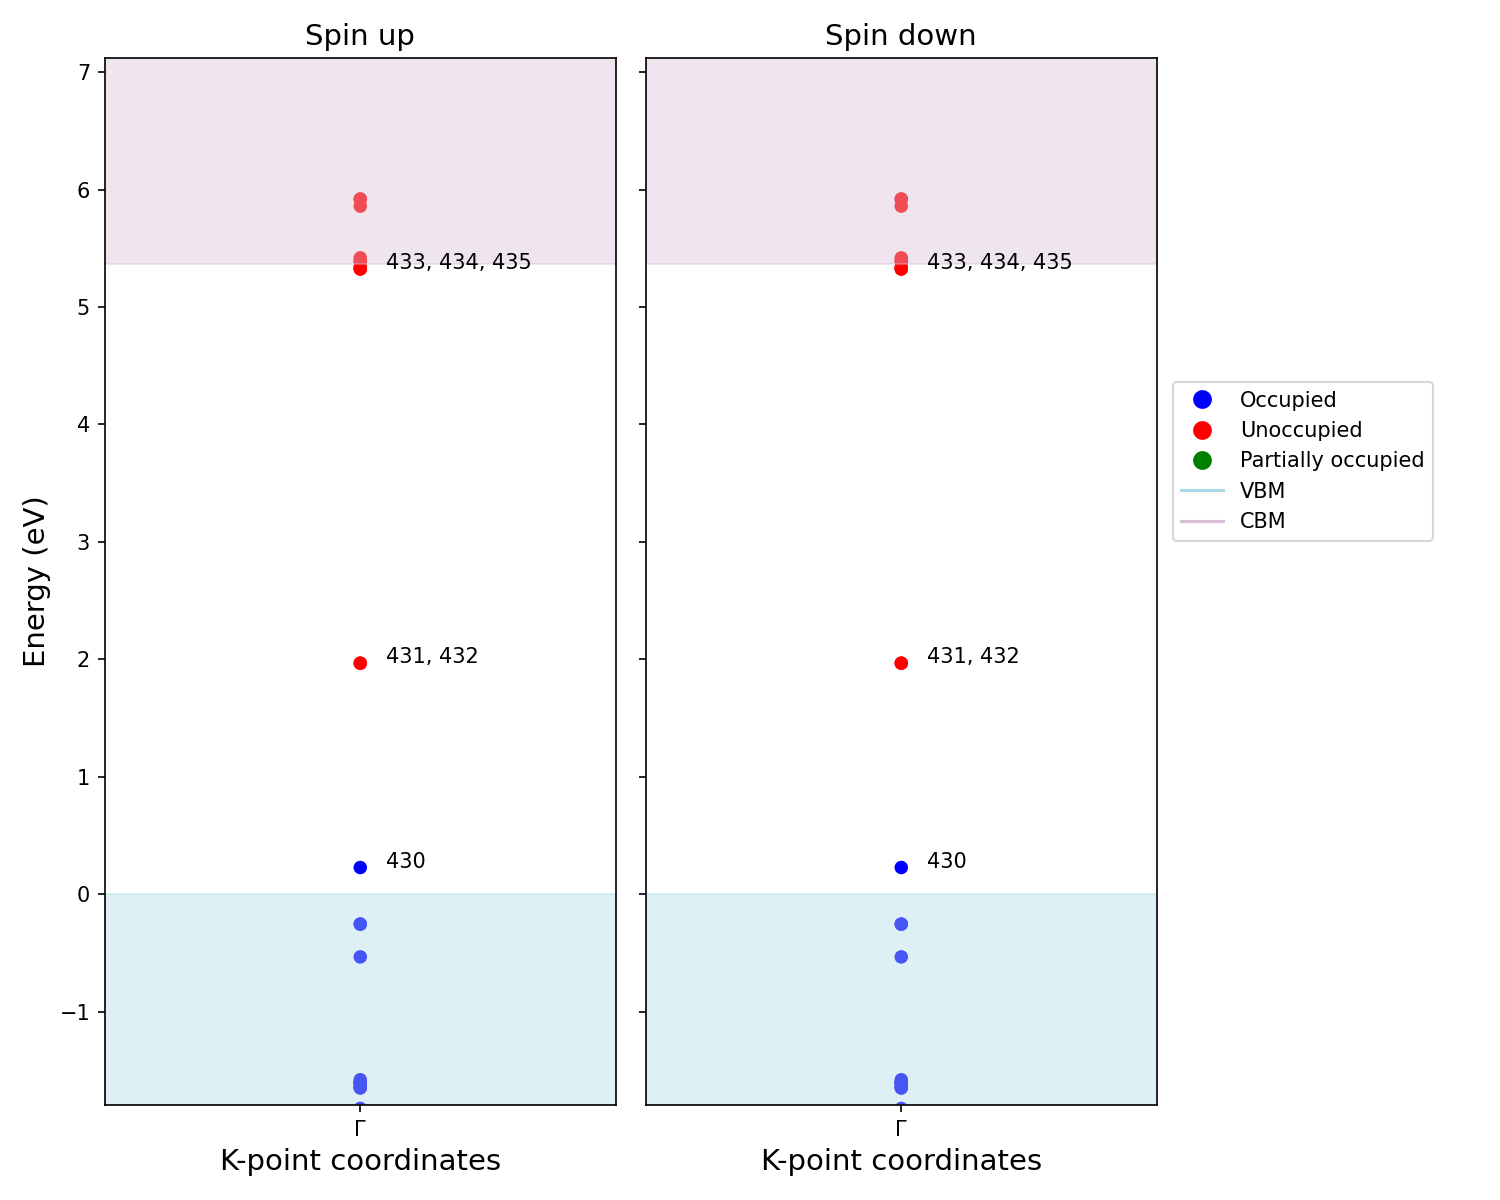 Spin up
Spin down
7
6
5
4
3
2
1
0
−1
Energy (eV)
433, 434, 435
431, 432
430
433, 434, 435
431, 432
430
Γ
Γ
K-point coordinates
K-point coordinates
Occupied
Unoccupied
Partially occupied
VBM
CBM